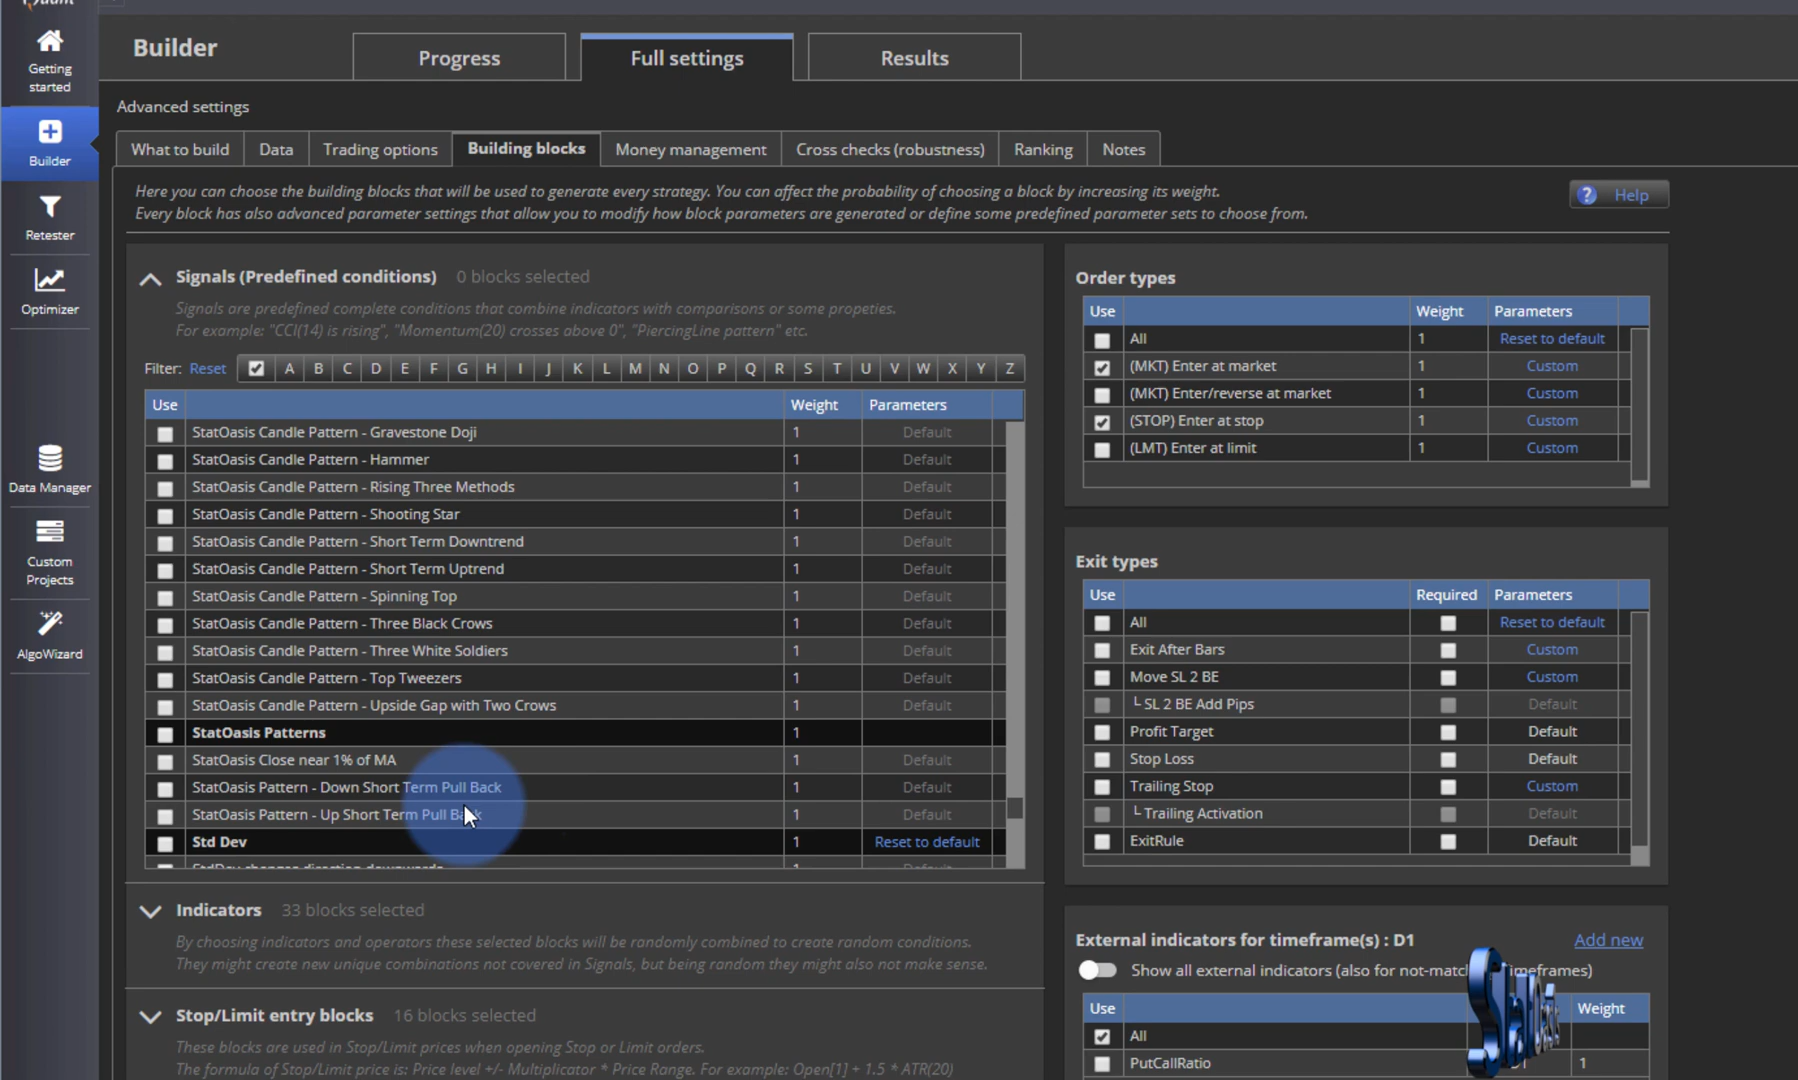 Builder
Progress
Full settings
Results
Getting
started
Builder
Retester
Optimizer
Data Manager
Custom
Projects
AlgoWizard
Advanced settings
What to build
Data
Trading options
Building blocks
Money management
Cross checks (robustness)
Ranking
Notes
Here you can choose the building blocks that will be used to generate every strategy. You can affect the probability of choosing a block by increasing its weight.
Every block has also advanced parameter settings that allow you to modify how block parameters are generated or define some predefined parameter sets to choose from.
? Help
Signals (Predefined conditions) 0 blocks selected
Signals are predefined complete conditions that combine indicators with comparisons or some propeties.
For example: "CCI(14) is rising", "Momentum(20) crosses above 0", "PiercingLine pattern" etc.
Filter: Reset A B C D E F G H I J K L M N O P Q R S T U V W X Y Z
Use Weight Parameters
StatOasis Candle Pattern - Gravestone Doji 1 Default
StatOasis Candle Pattern - Hammer 1 Default
StatOasis Candle Pattern - Rising Three Methods 1 Default
StatOasis Candle Pattern - Shooting Star 1 Default
StatOasis Candle Pattern - Short Term Downtrend 1 Default
StatOasis Candle Pattern - Short Term Uptrend 1 Default
StatOasis Candle Pattern - Spinning Top 1 Default
StatOasis Candle Pattern - Three Black Crows 1 Default
StatOasis Candle Pattern - Three White Soldiers 1 Default
StatOasis Candle Pattern - Top Tweezers 1 Default
StatOasis Candle Pattern - Upside Gap with Two Crows 1 Default
StatOasis Patterns 1
StatOasis Close near 1% of MA 1 Default
StatOasis Pattern - Down Short Term Pull Back 1 Default
StatOasis Pattern - Up Short Term Pull 1 Default
Std Dev 1 Reset to default
Indicators 33 blocks selected
By choosing indicators and operators these selected blocks will be randomly combined to create random conditions.
They might create new unique combinations not covered in Signals, but being random they might also not make sense.
Stop/Limit entry blocks 16 blocks selected
These blocks are used in Stop/Limit prices when opening Stop or Limit orders.
The formula of Stop/Limit price is: Price level +/- Multiplicator * Price Range. For example: Open[1] + 1.5 * ATR(20)
Order types
Use Weight Parameters
All 1 Reset to default
(MKT) Enter at market 1 Custom
(MKT) Enter/reverse at market 1 Custom
(STOP) Enter at stop 1 Custom
(LMT) Enter at limit 1 Custom
Exit types
Use Required Parameters
All Reset to default
Exit After Bars Custom
Move SL 2 BE Custom
SL 2 BE Add Pips Default
Profit Target Default
Stop Loss Default
Trailing Stop Custom
Trailing Activation Default
ExitRule Default
External indicators for timeframe(s) : D1 Add new
Show all external indicators (also for
Use Weight
All
PutCallRatio 1